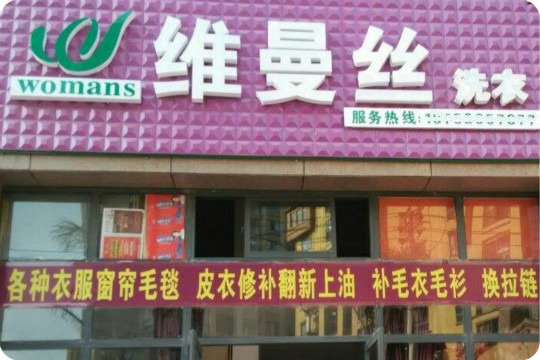 womans
维曼丝 洗衣
服务热线:
各种衣服窗帘毛毯 皮衣修补翻新上油 补毛衣毛衫 换拉链